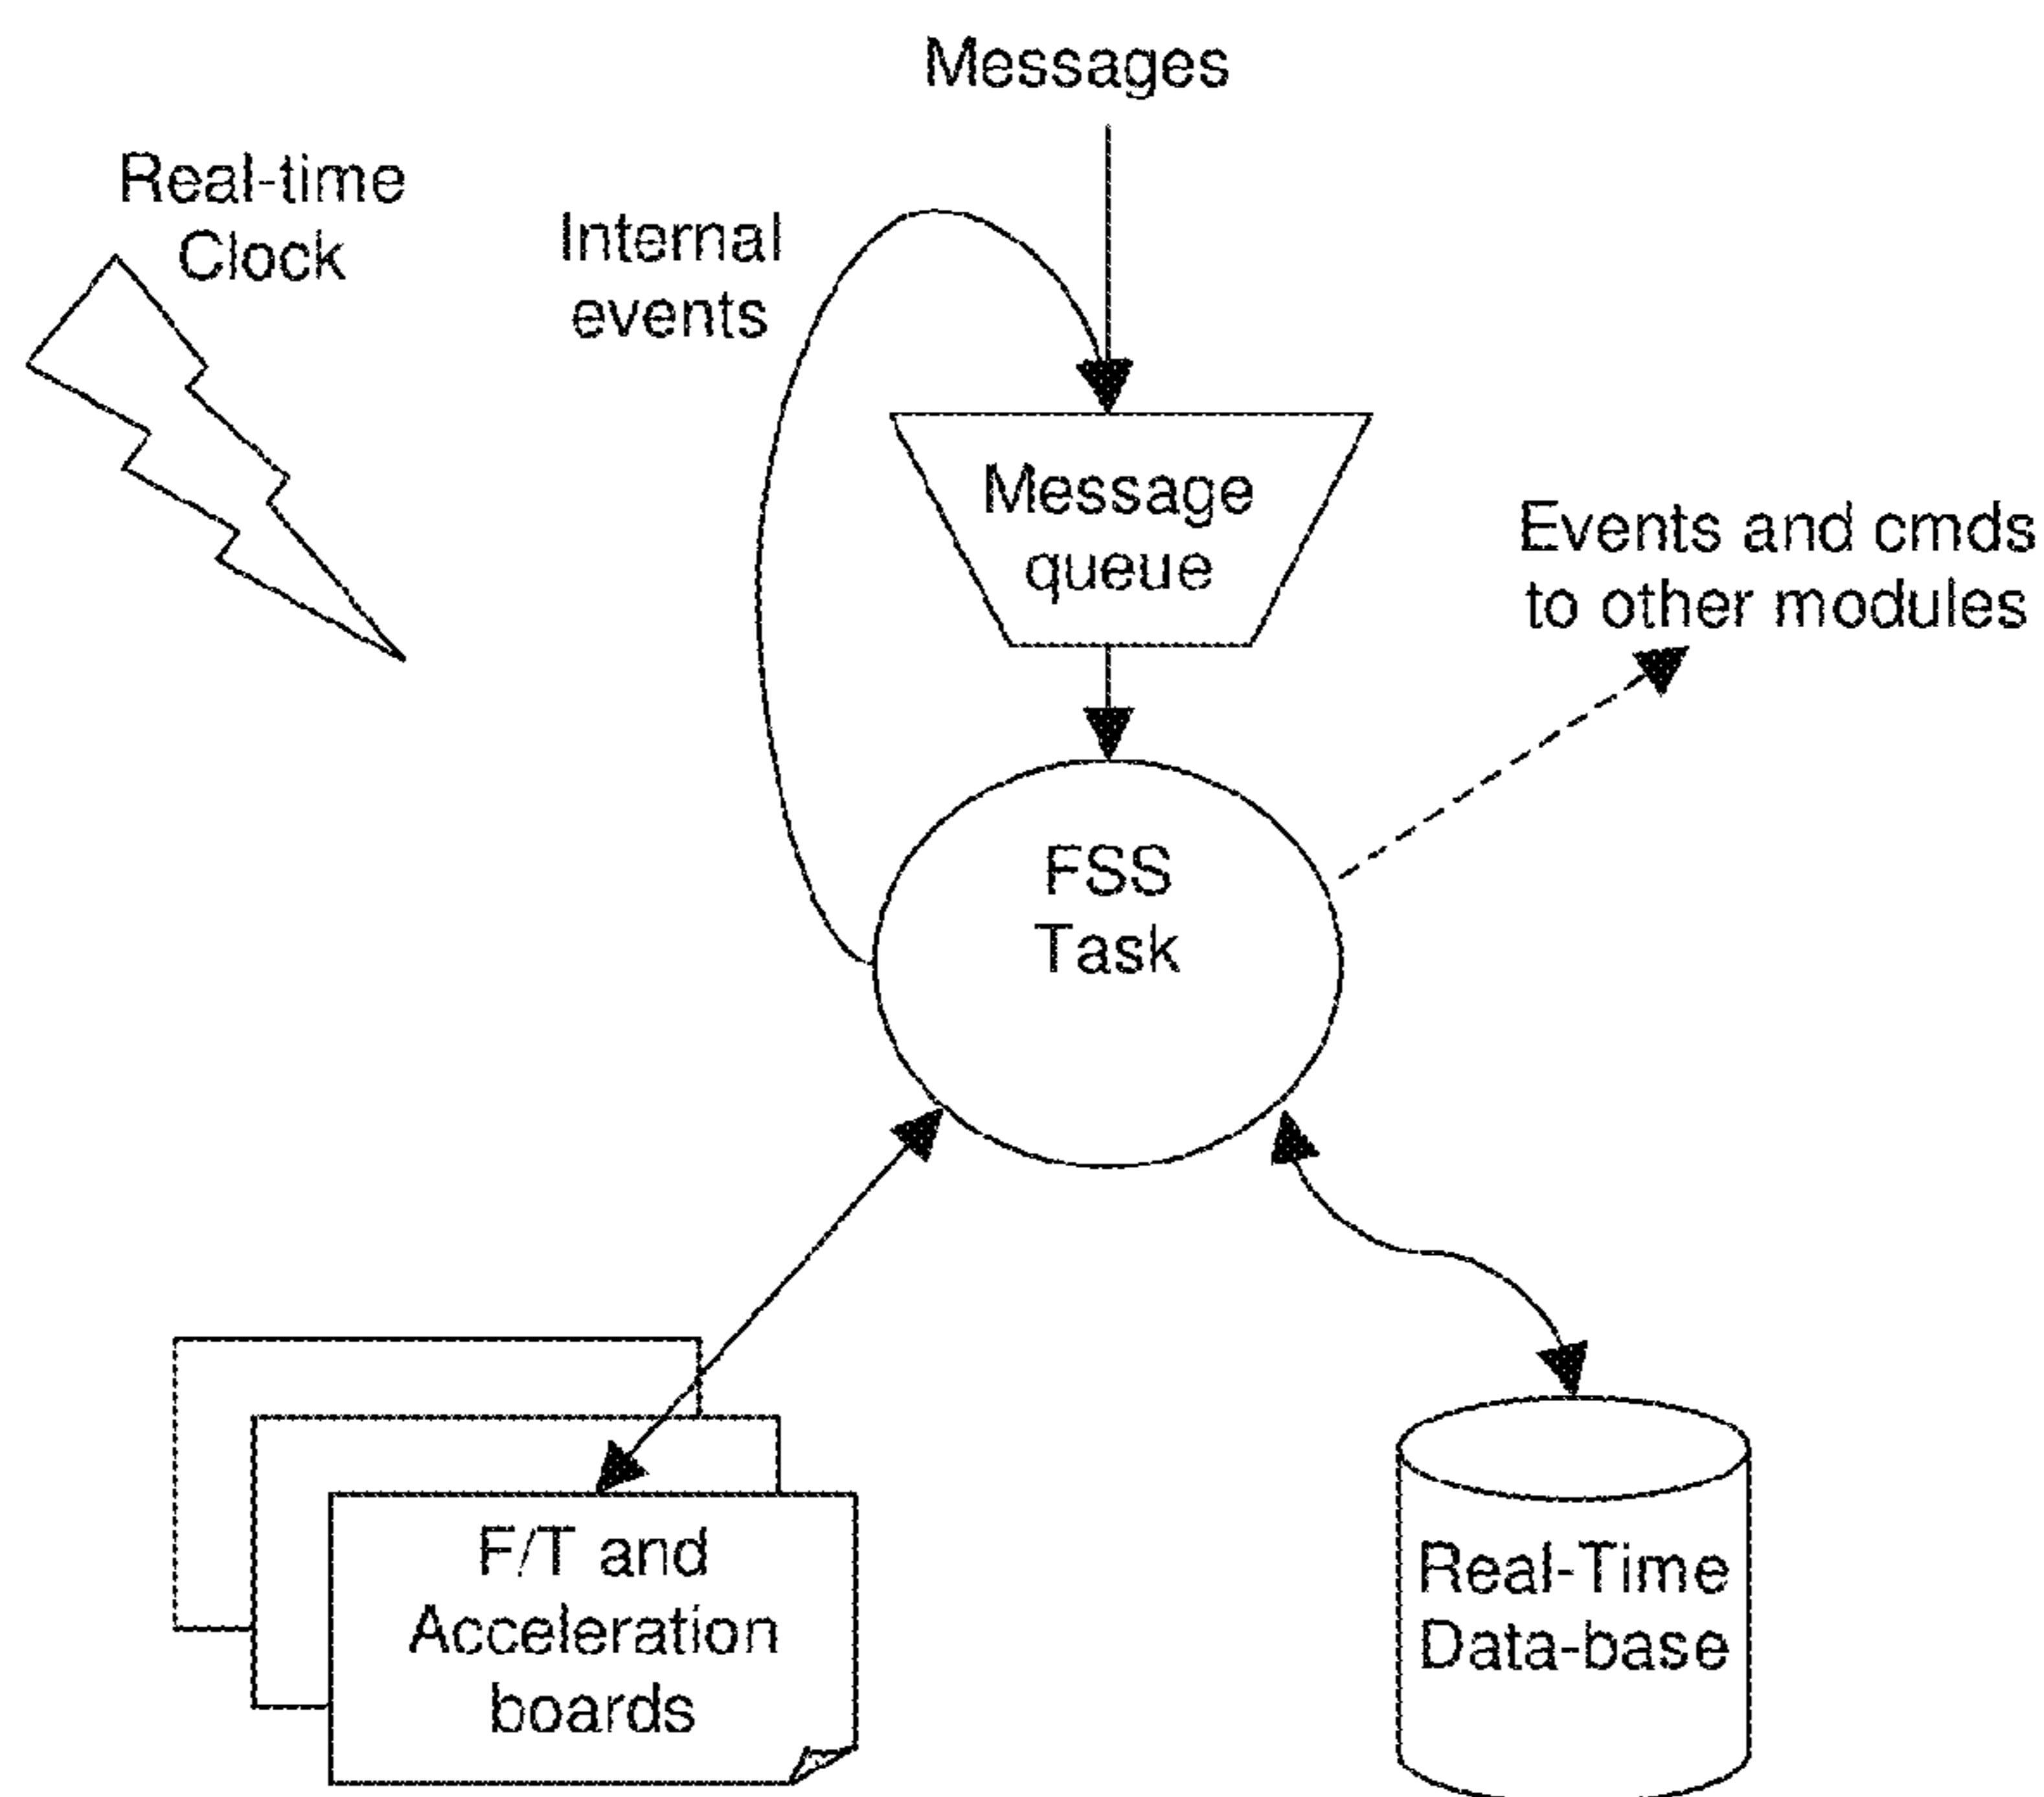 Messages
Real-time
Clock
Internal
events
Message
queue
Events and cmds
to other modules
FSS
Task
F/T and
Acceleration
boards
Real-Time
Data-base